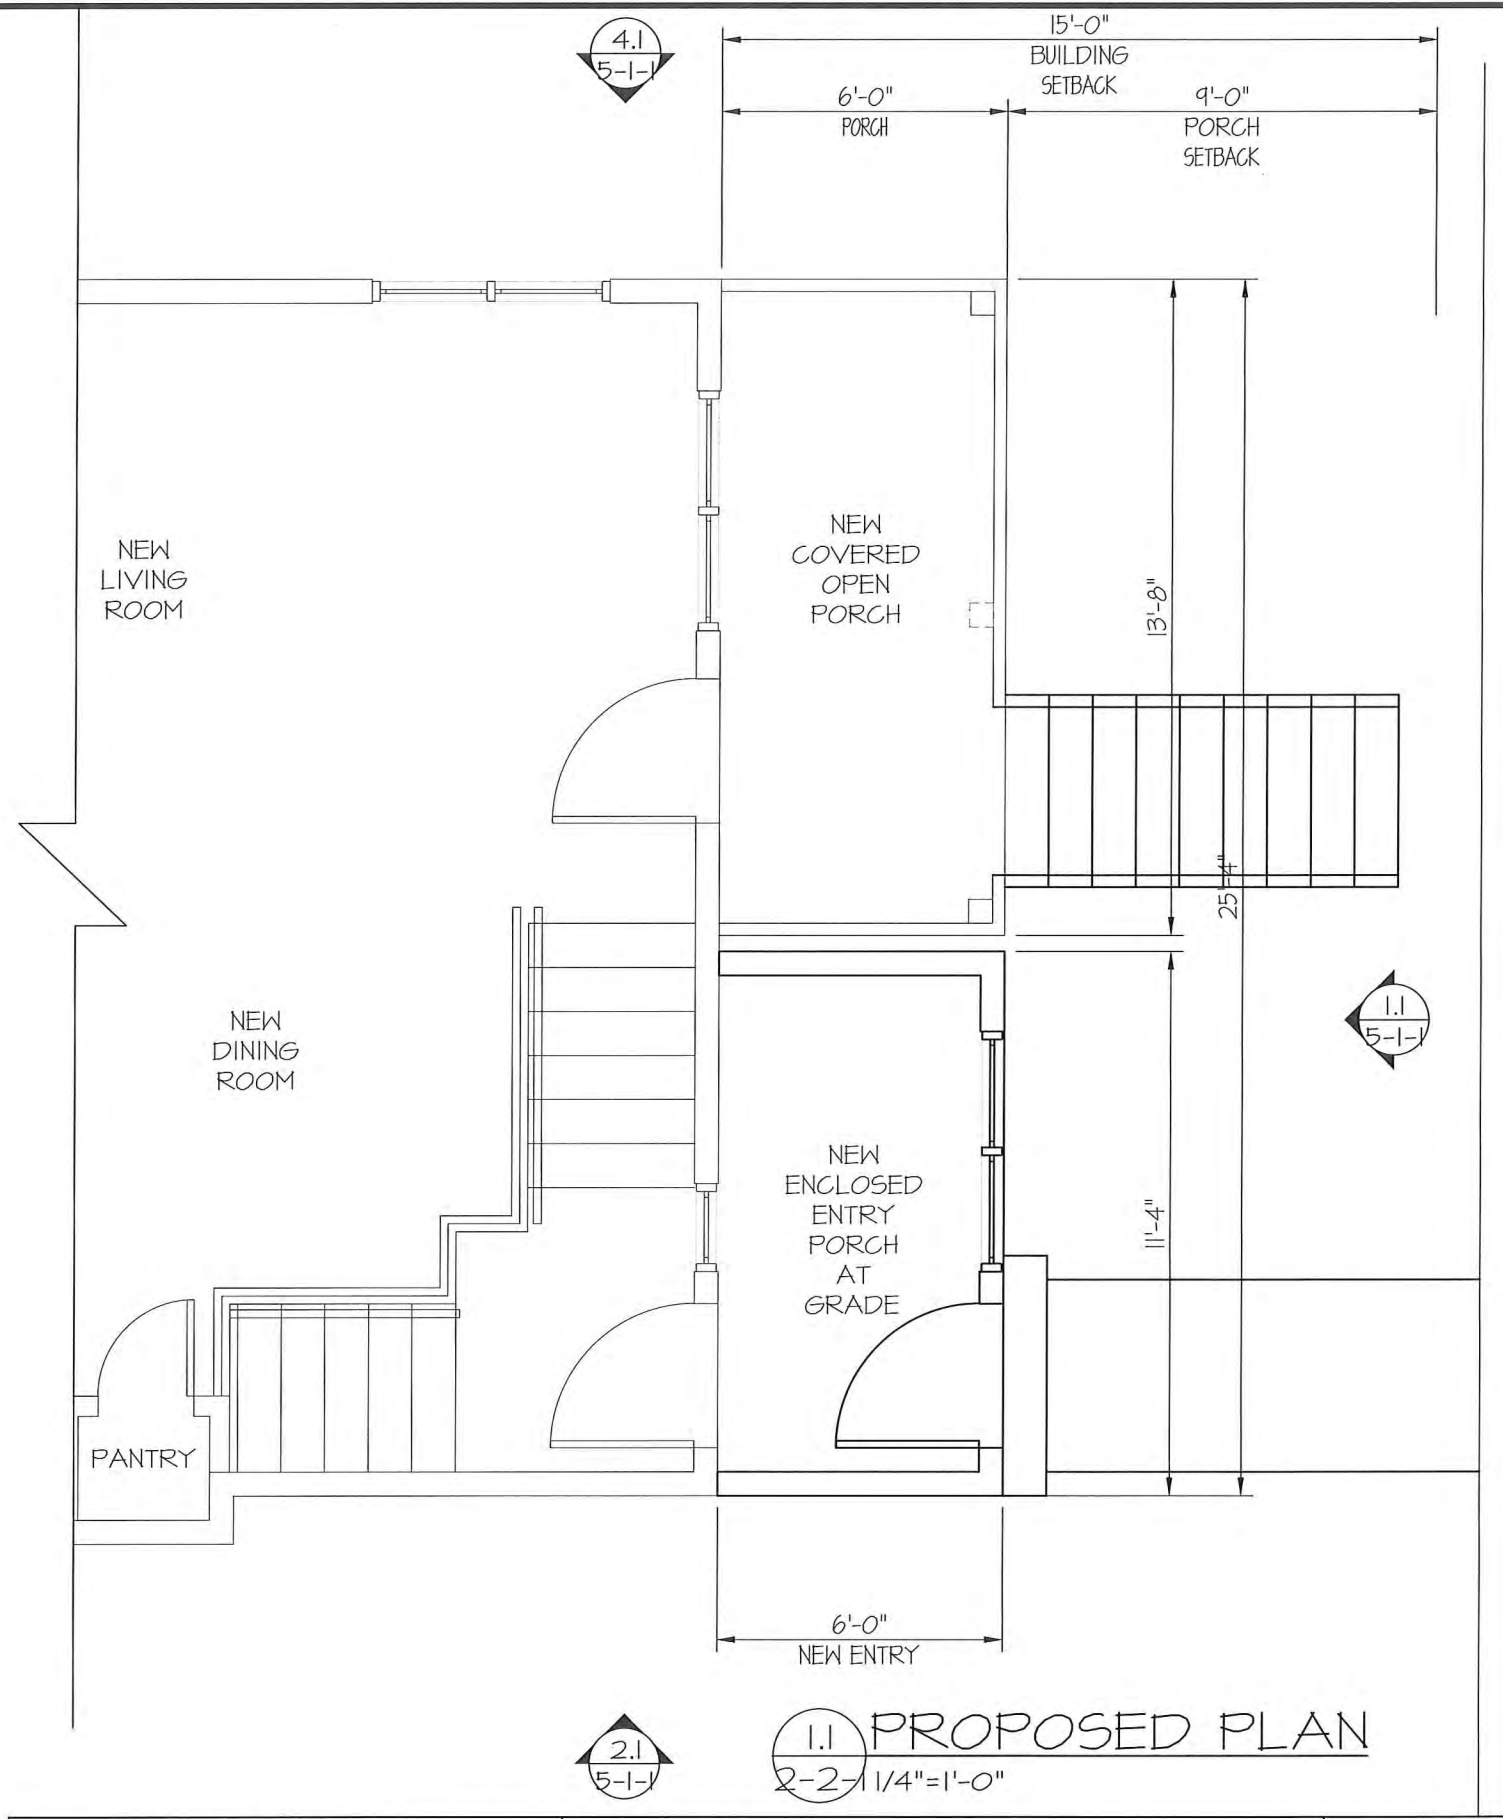 4.1
5-1-1
15'-0"
BUILDING
SETBACK
6'-0"
PORCH
9'-0"
PORCH
SETBACK
NEW
LIVING
ROOM
NEW
COVERED
OPEN
PORCH
13'-8"
25'-4"
NEW
DINING
ROOM
1.1
5-1-1
NEW
ENCLOSED
ENTRY
PORCH
AT
GRADE
11'-4"
PANTRY
6'-0"
NEW ENTRY
2.1
5-1-1
1.1 PROPOSED PLAN
2-2-1 1/4"=1'-0"